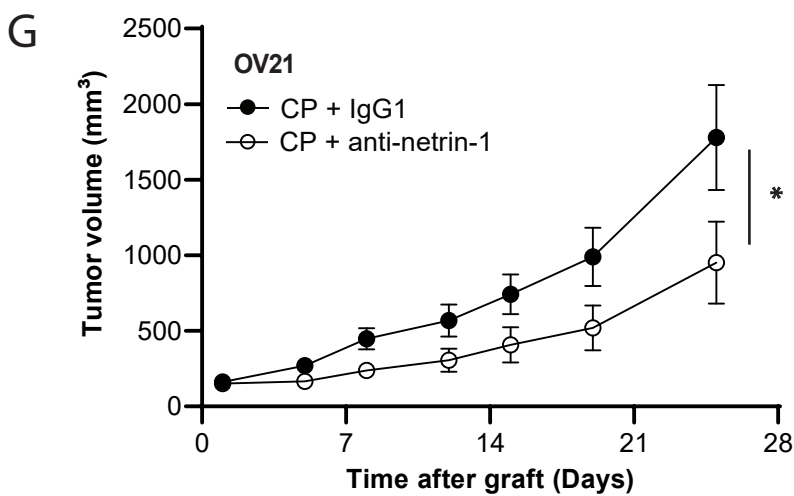 G
OV21
CP + IgG1
CP + anti-netrin-1
Tumor volume (mm³)
2500
2000
1500
1000
500
0
*
0 7 14 21 28
Time after graft (Days)